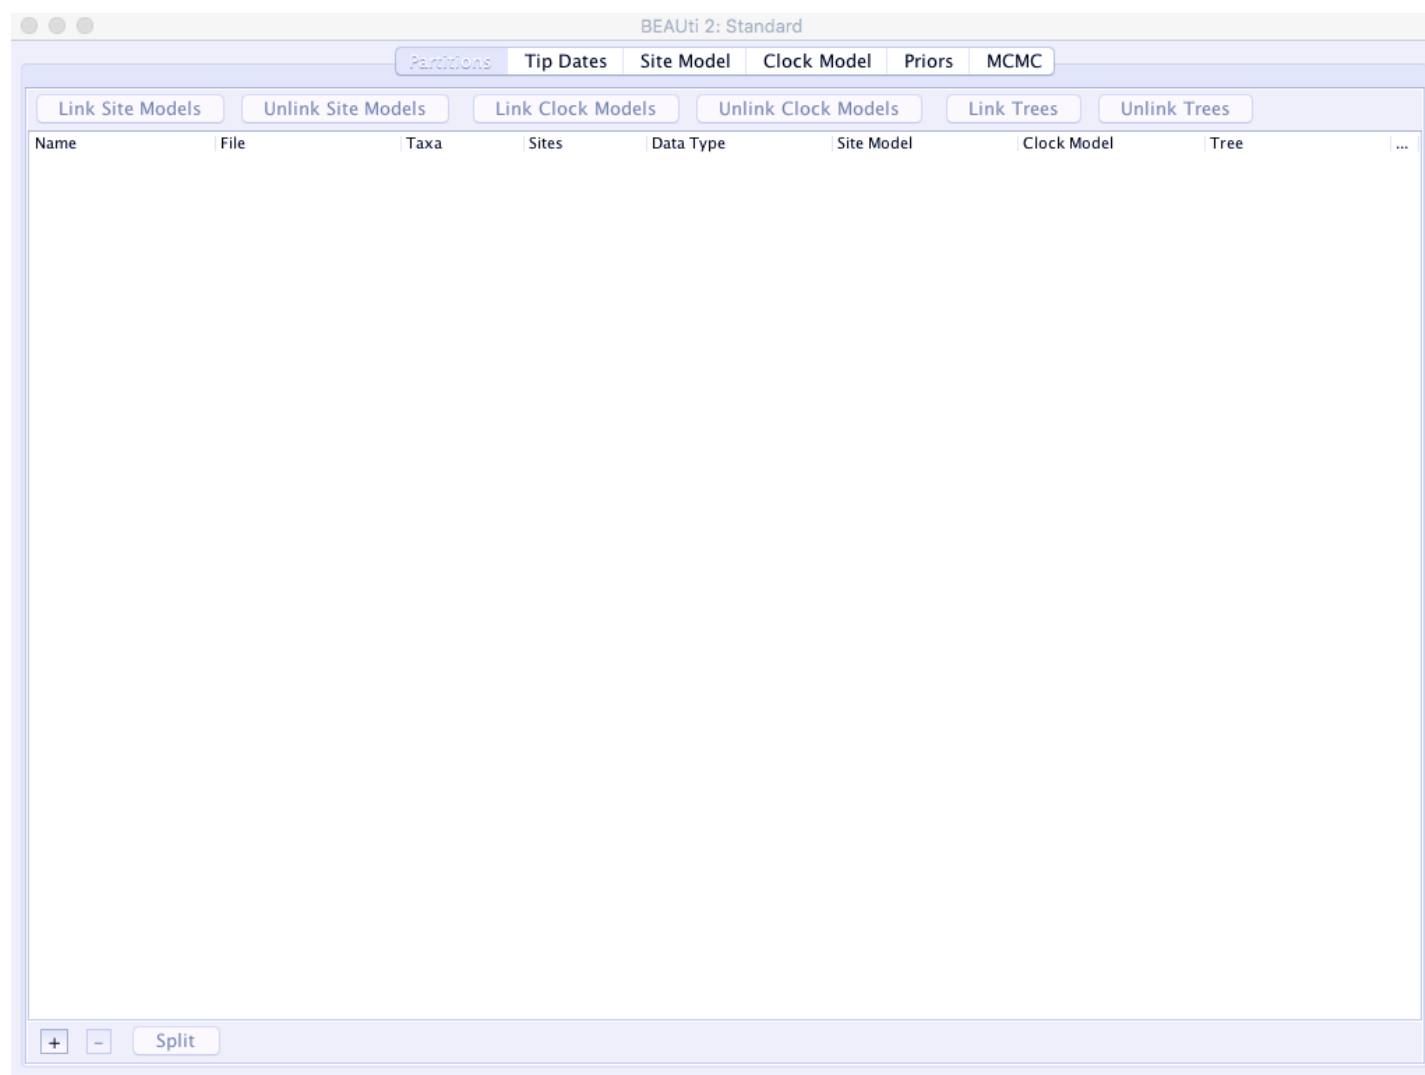 BEAUti 2: Standard
Partitions Tip Dates Site Model Clock Model Priors MCMC
Link Site Models Unlink Site Models Link Clock Models Unlink Clock Models Link Trees Unlink Trees
Name File Taxa Sites Data Type Site Model Clock Model Tree ...
+ - Split